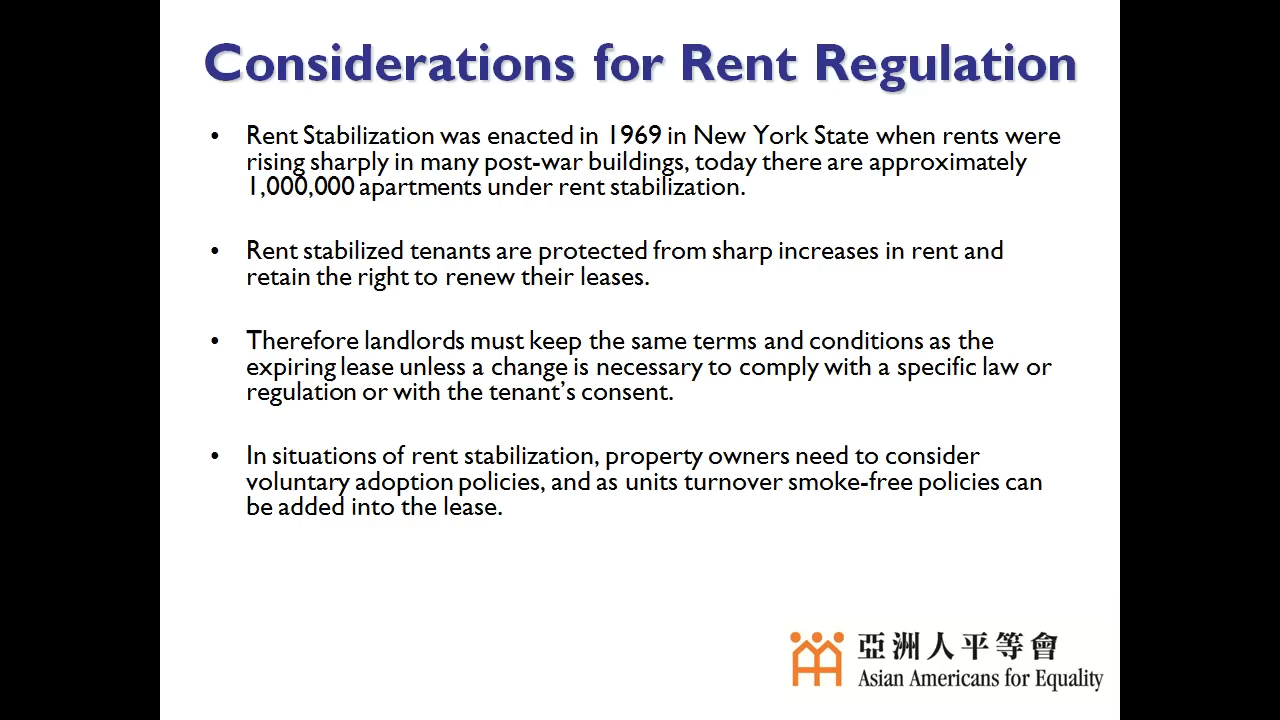 Considerations for Rent Regulation
• Rent Stabilization was enacted in 1969 in New York State when rents were
rising sharply in many post-war buildings, today there are approximately
1,000,000 apartments under rent stabilization.
• Rent stabilized tenants are protected from sharp increases in rent and
retain the right to renew their leases.
• Therefore landlords must keep the same terms and conditions as the
expiring lease unless a change is necessary to comply with a specific law or
regulation or with the tenant's consent.
• In situations of rent stabilization, property owners need to consider
voluntary adoption policies, and as units turnover smoke-free policies can
be added into the lease.
亞洲人平等會
Asian Americans for Equality